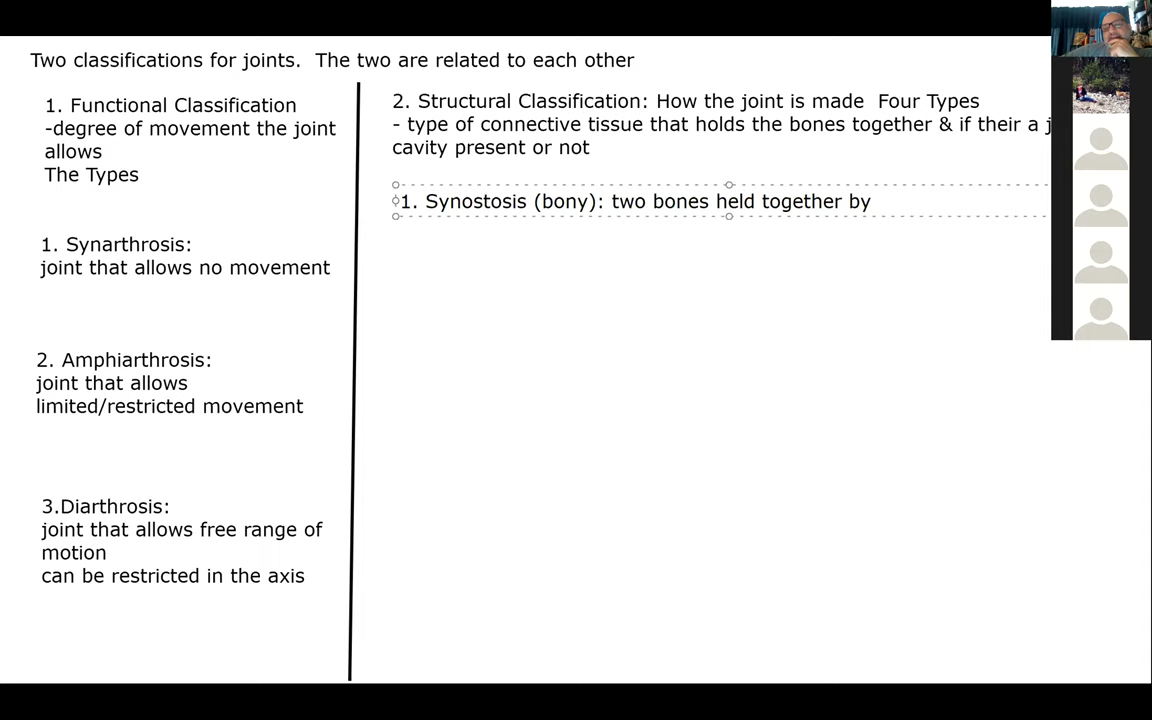 Two classifications for joints.  The two are related to each other
1. Functional Classification
-degree of movement the joint
allows
The Types
1. Synarthrosis:
joint that allows no movement
2. Amphiarthrosis:
joint that allows
limited/restricted movement
3.Diarthrosis:
joint that allows free range of
motion
can be restricted in the axis
2. Structural Classification: How the joint is made  Four Types
- type of connective tissue that holds the bones together & if their a
cavity present or not
1. Synostosis (bony): two bones held together by